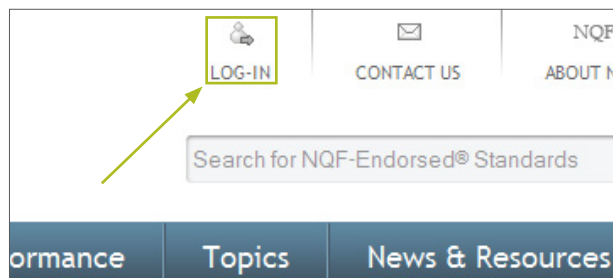 NQF
LOG-IN CONTACT US ABOUT
Search for NQF-Endorsed® Standards
ormance Topics News & Resources